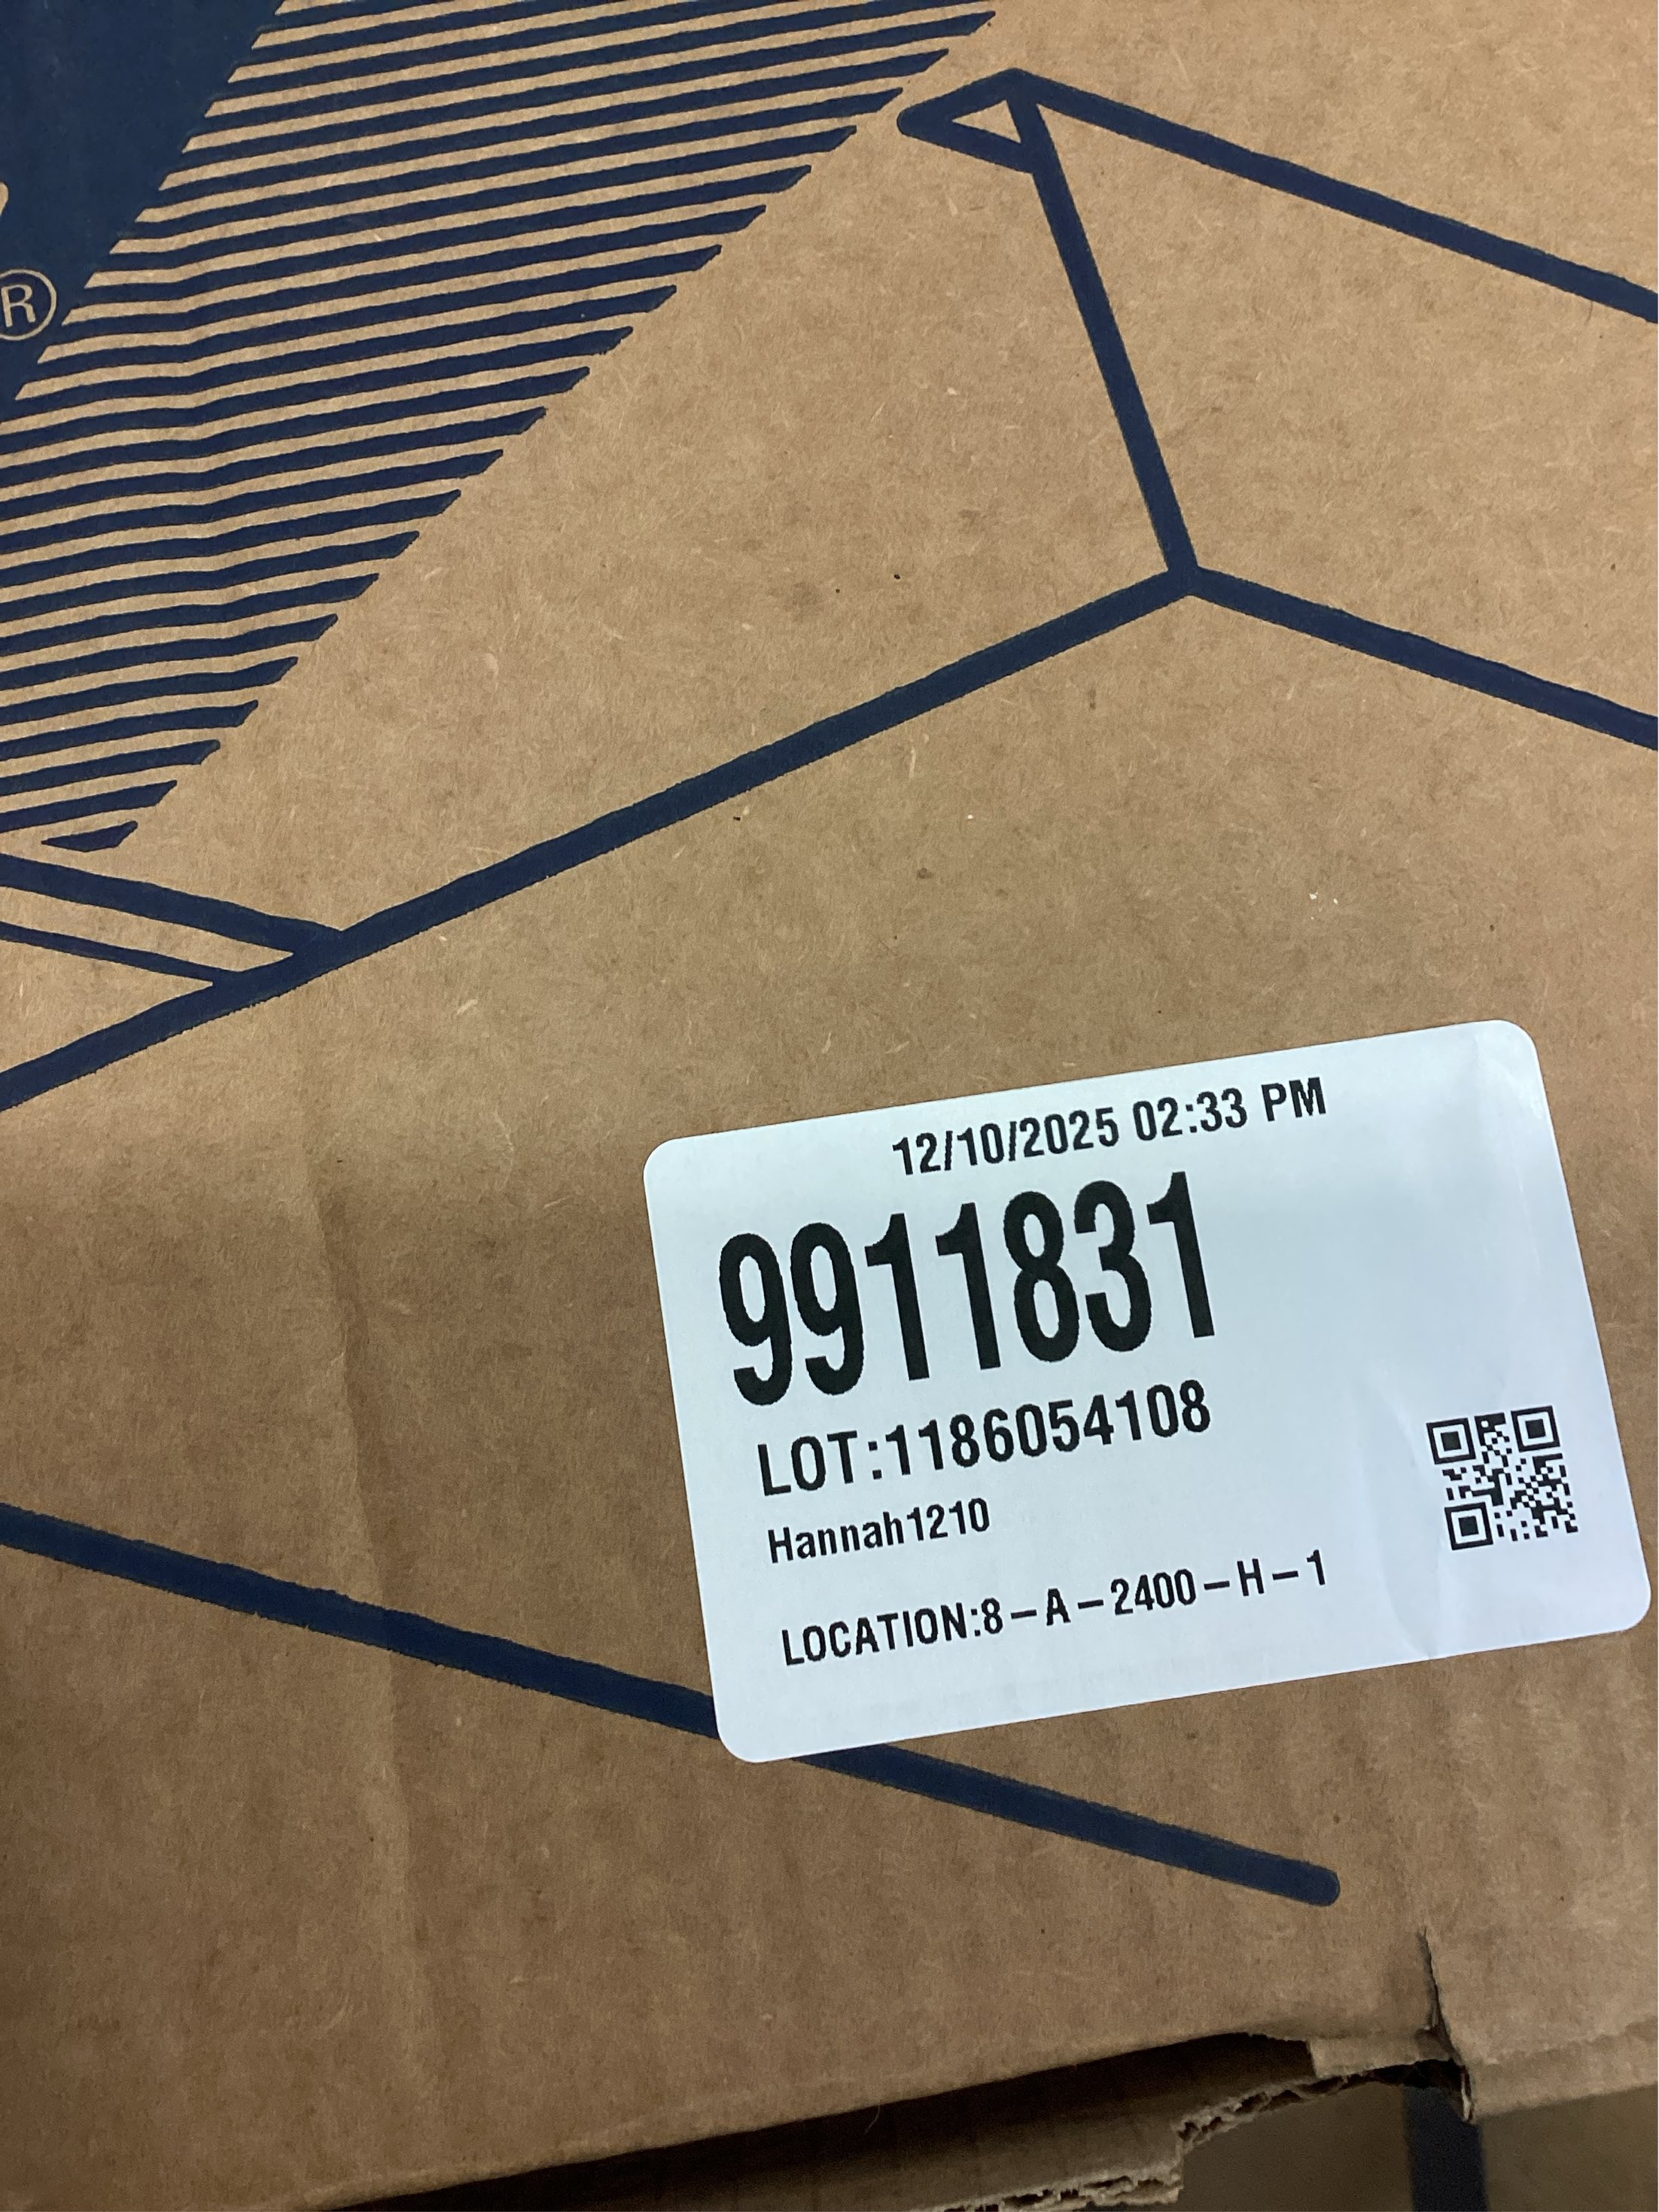 ®
12/10/2025 02:33 PM
9911831
LOT:1186054108
Hannah1210
LOCATION:8-A-2400-H-1